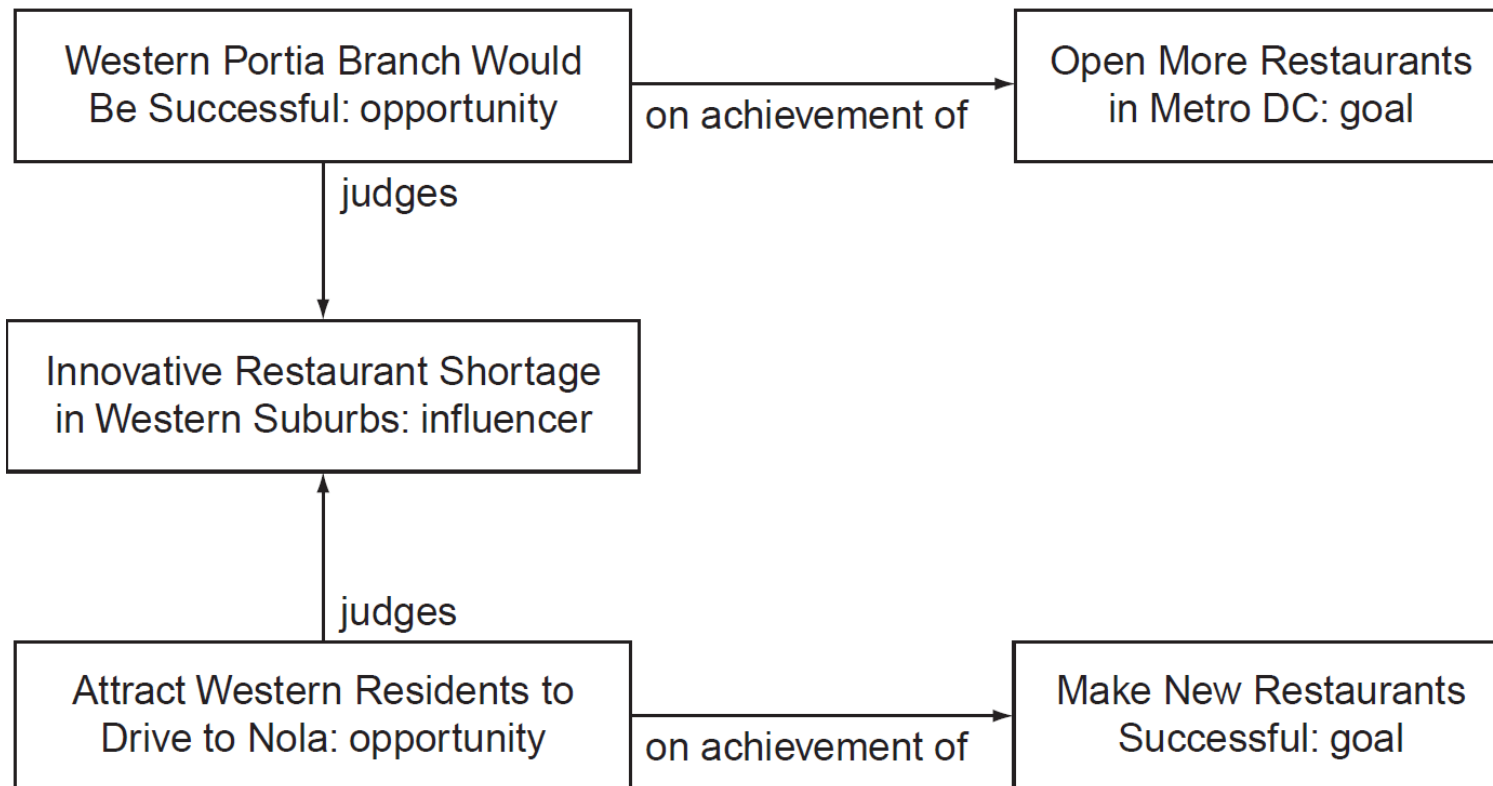 Western Portia Branch Would
Be Successful: opportunity
on achievement of
Open More Restaurants
in Metro DC: goal
judges
Innovative Restaurant Shortage
in Western Suburbs: influencer
judges
Attract Western Residents to
Drive to Nola: opportunity
on achievement of
Make New Restaurants
Successful: goal